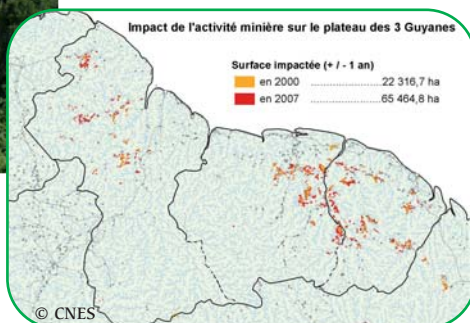 Impact de l'activité minière sur le plateau des 3 Guyanes
Surface impactée (+ / - 1 an)
en 2000 ..................... 22 316,7 ha
en 2007 ..................... 65 464,8 ha
© CNES